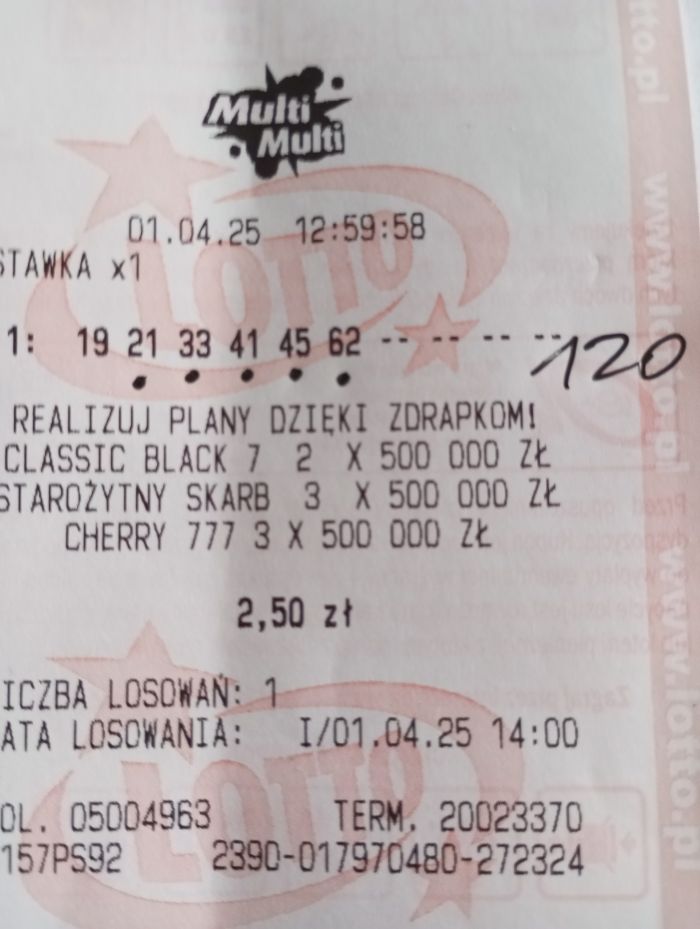 Multi
Multi
01.04.25 12:59:58
STAWKA x1
1: 19 21 33 41 45 62 -- -- -- --
120
REALIZUJ PLANY DZIĘKI ZDRAPKOM!
CLASSIC BLACK 7 2 X 500 000 ZŁ
STAROŻYTNY SKARB 3 X 500 000 ZŁ
CHERRY 777 3 X 500 000 ZŁ
2,50 zł
ICZBA LOSOWAŃ: 1
ATA LOSOWANIA: I/01.04.25 14:00
OL. 05004963 TERM. 20023370
157PS92 2390-017970480-272324
LOTTO
LOTTO
www.lotto.pl